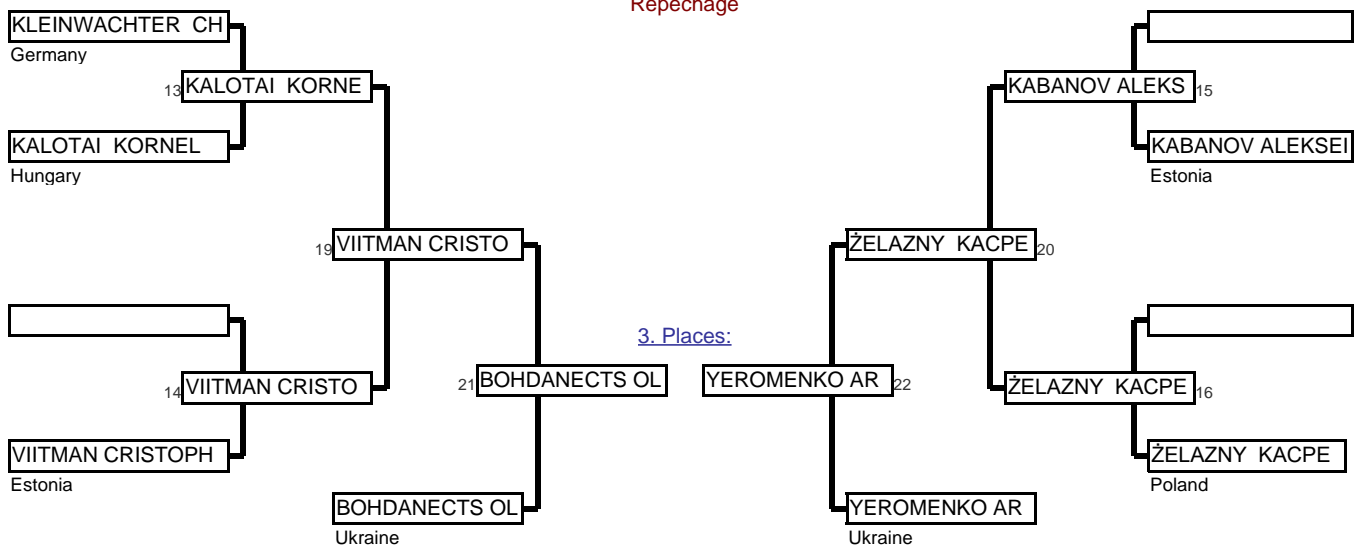 Repechage
KLEINWACHTER CH
Germany
13 KALOTAI KORNE
KABANOV ALEKS 15
KALOTAI KORNEL
Hungary
KABANOV ALEKSEI
Estonia
19 VIITMAN CRISTO
ŻELAZNY KACPE 20
3. Places:
14 VIITMAN CRISTO
21 BOHDANECTS OL
YEROMENKO AR 22
ŻELAZNY KACPE 16
VIITMAN CRISTOPH
Estonia
ŻELAZNY KACPE
Poland
BOHDANECTS OL
Ukraine
YEROMENKO AR
Ukraine